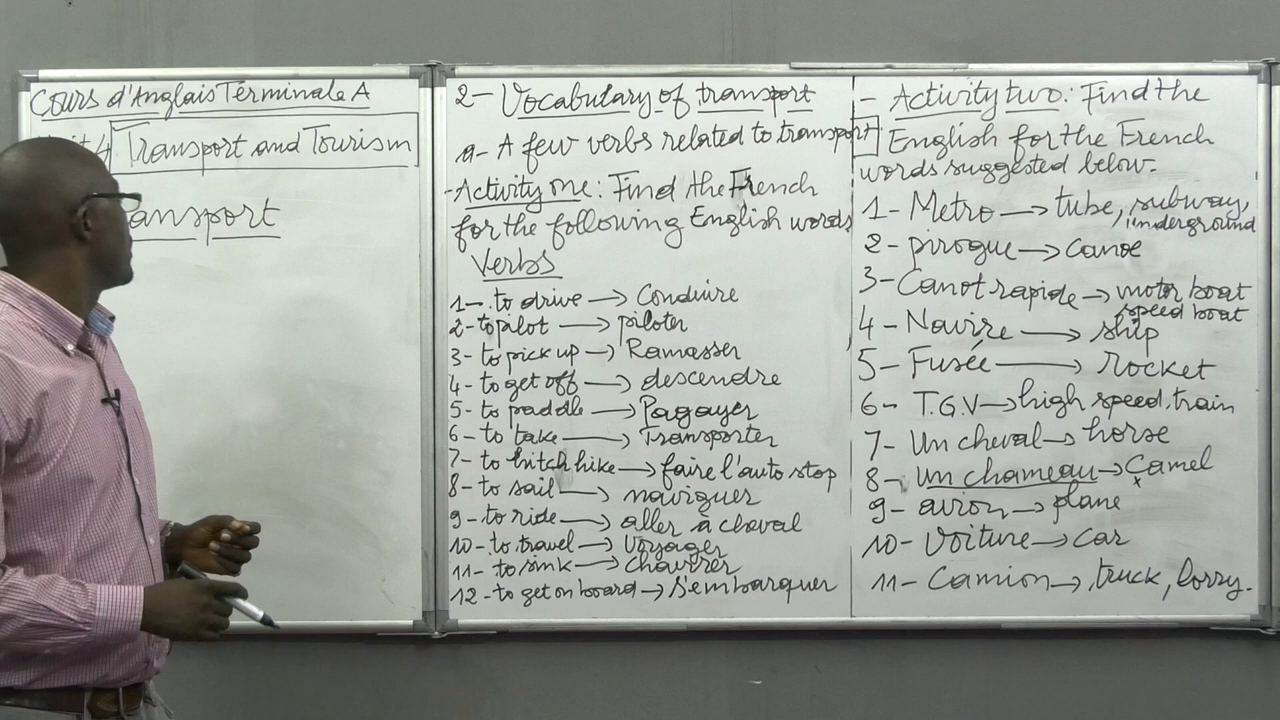 Cours d'Anglais Terminale A
Transport and Tourism
ansport
2- Vocabulary of transport
a- A few verbs related to transport
- Activity one: Find the French
for the following English words
Verbs
1- to drive → Conduire
2- to pilot → piloter
3- to pick up → Ramasser
4- to get off → descendre
5- to paddle → Pagayer
6- to take → Transporter
7- to hitch hike → faire l'auto stop
8- to sail → naviguer
9- to ride → aller à cheval
10- to travel → Voyager
11- to sink → chavirer
12- to get on board → S'embarquer
- Activity two: Find the
English for the French
words suggested below.
1- Metro → tube, subway,
underground
2- pirogue → canoe
3- Canot rapide → motor boat
speed boat
4- Navire → ship
5- Fusée → rocket
6- T.G.V → high speed train
7- Un cheval → horse
8- un chameau → Camel
9- avion → plane
10- Voiture → car
11- Camion → truck, lorry.